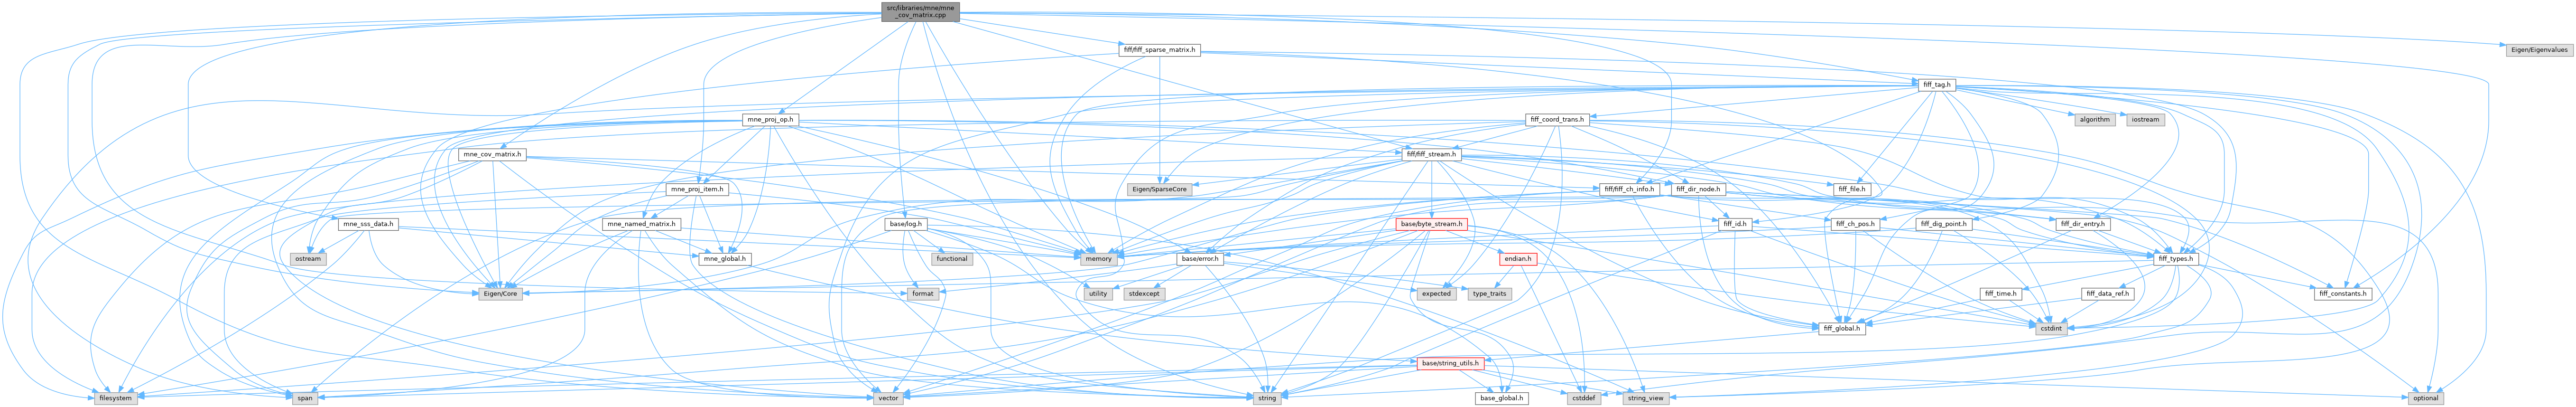 src/libraries/mne/mne
_cov_matrix.cpp
fiff/fiff_sparse_matrix.h
Eigen/Eigenvalues
fiff_tag.h
mne_proj_op.h
fiff_coord_trans.h
algorithm
iostream
mne_cov_matrix.h
fiff/fiff_stream.h
Eigen/SparseCore
mne_proj_item.h
fiff/fiff_ch_info.h
fiff_dir_node.h
fiff_file.h
mne_sss_data.h
mne_named_matrix.h
base/log.h
base/byte_stream.h
fiff_id.h
fiff_ch_pos.h
fiff_dig_point.h
fiff_dir_entry.h
ostream
mne_global.h
functional
memory
base/error.h
endian.h
fiff_types.h
Eigen/Core
format
utility
stdexcept
expected
type_traits
fiff_time.h
fiff_data_ref.h
fiff_constants.h
fiff_global.h
cstdint
base/string_utils.h
filesystem
span
vector
string
base_global.h
cstddef
string_view
optional